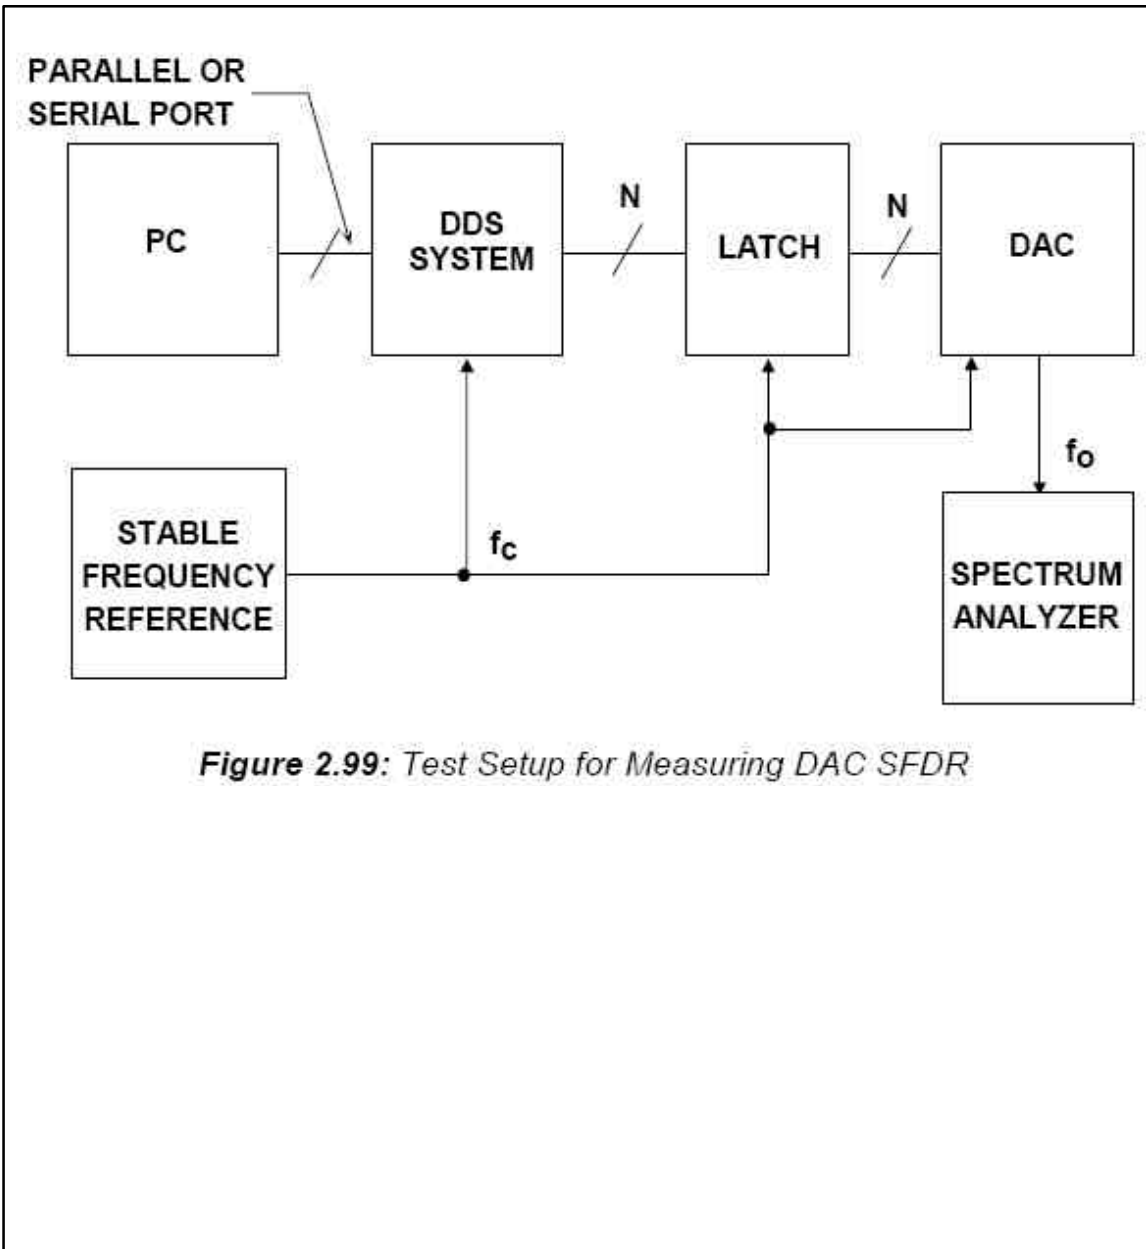 PARALLEL OR
SERIAL PORT
PC
DDS
SYSTEM
N
LATCH
N
DAC
STABLE
FREQUENCY
REFERENCE
fC
fO
SPECTRUM
ANALYZER
Figure 2.99: Test Setup for Measuring DAC SFDR